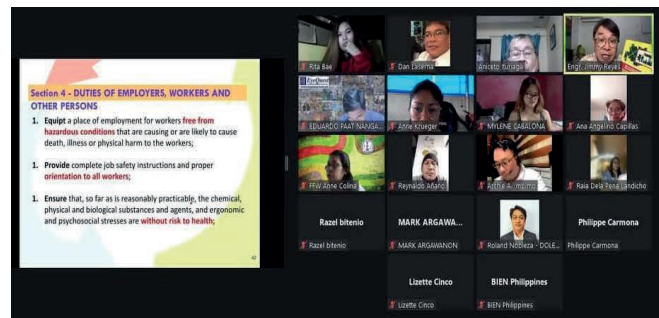 Section 4 - DUTIES OF EMPLOYERS, WORKERS AND
OTHER PERSONS
1. Equipt a place of employment for workers free from
hazardous conditions that are causing or are likely to cause
death, illness or physical harm to the workers;
1. Provide complete job safety instructions and proper
orientation to all workers;
1. Ensure that, so far as is reasonably practicable, the chemical,
physical and biological substances and agents, and ergonomic
and psychosocial stresses are without risk to health;
Rita Bae
Dan Laserna
Aniceto
Engr. Jimmy Reyes
EDUARDO PAAT
Anne Krueger
MYLENE CABALONA
Ana Angelino Capillas
FFW Anne Colina
Reynaldo Añano
Archie A.
Raia Dela Pena Landicho
Razel bitenio
MARK ARGAWA...
Philippe Carmona
Razel bitenio
MARK ARGAWANON
Roland Nobleza - DOLE...
Philippe Carmona
Lizette Cinco
BIEN Philippines
Lizette Cinco
BIEN Philippines